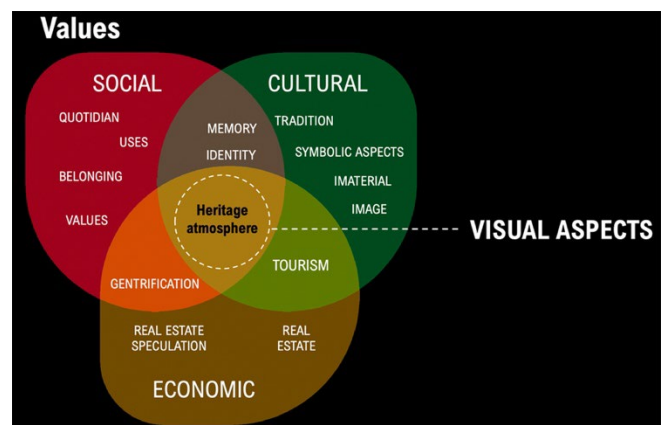 Values
SOCIAL
CULTURAL
QUOTIDIAN
USES
BELONGING
VALUES
MEMORY
IDENTITY
TRADITION
SYMBOLIC ASPECTS
IMATERIAL
IMAGE
Heritage
atmosphere
VISUAL ASPECTS
GENTRIFICATION
TOURISM
REAL ESTATE
SPECULATION
REAL
ESTATE
ECONOMIC